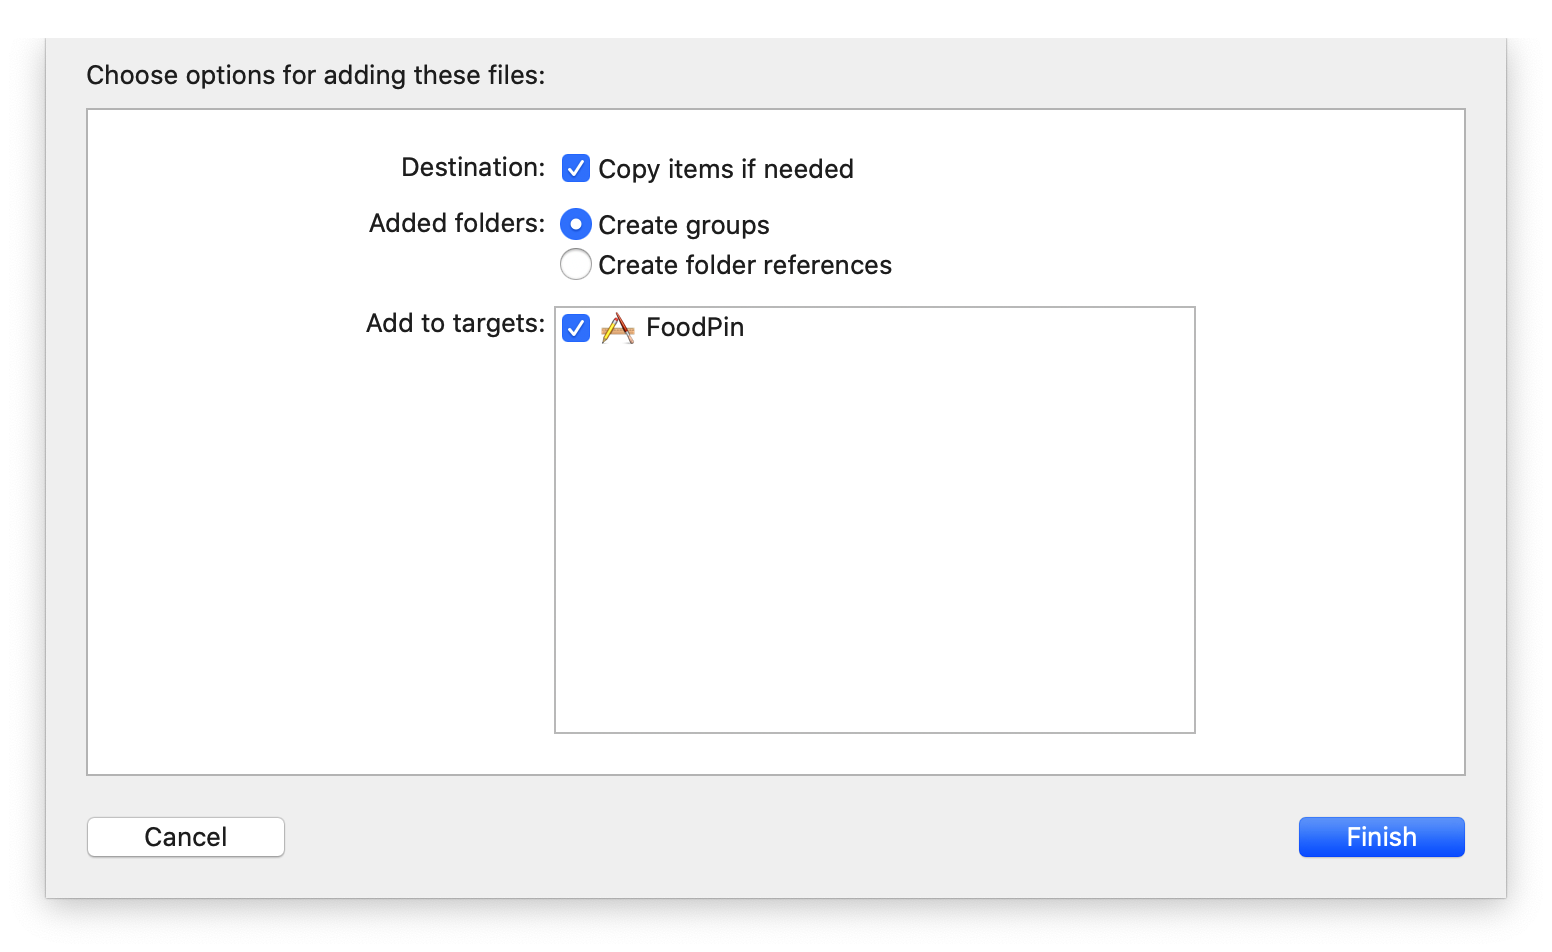 Choose options for adding these files:
Destination: Copy items if needed
Added folders: Create groups
Create folder references
Add to targets: FoodPin
Cancel Finish